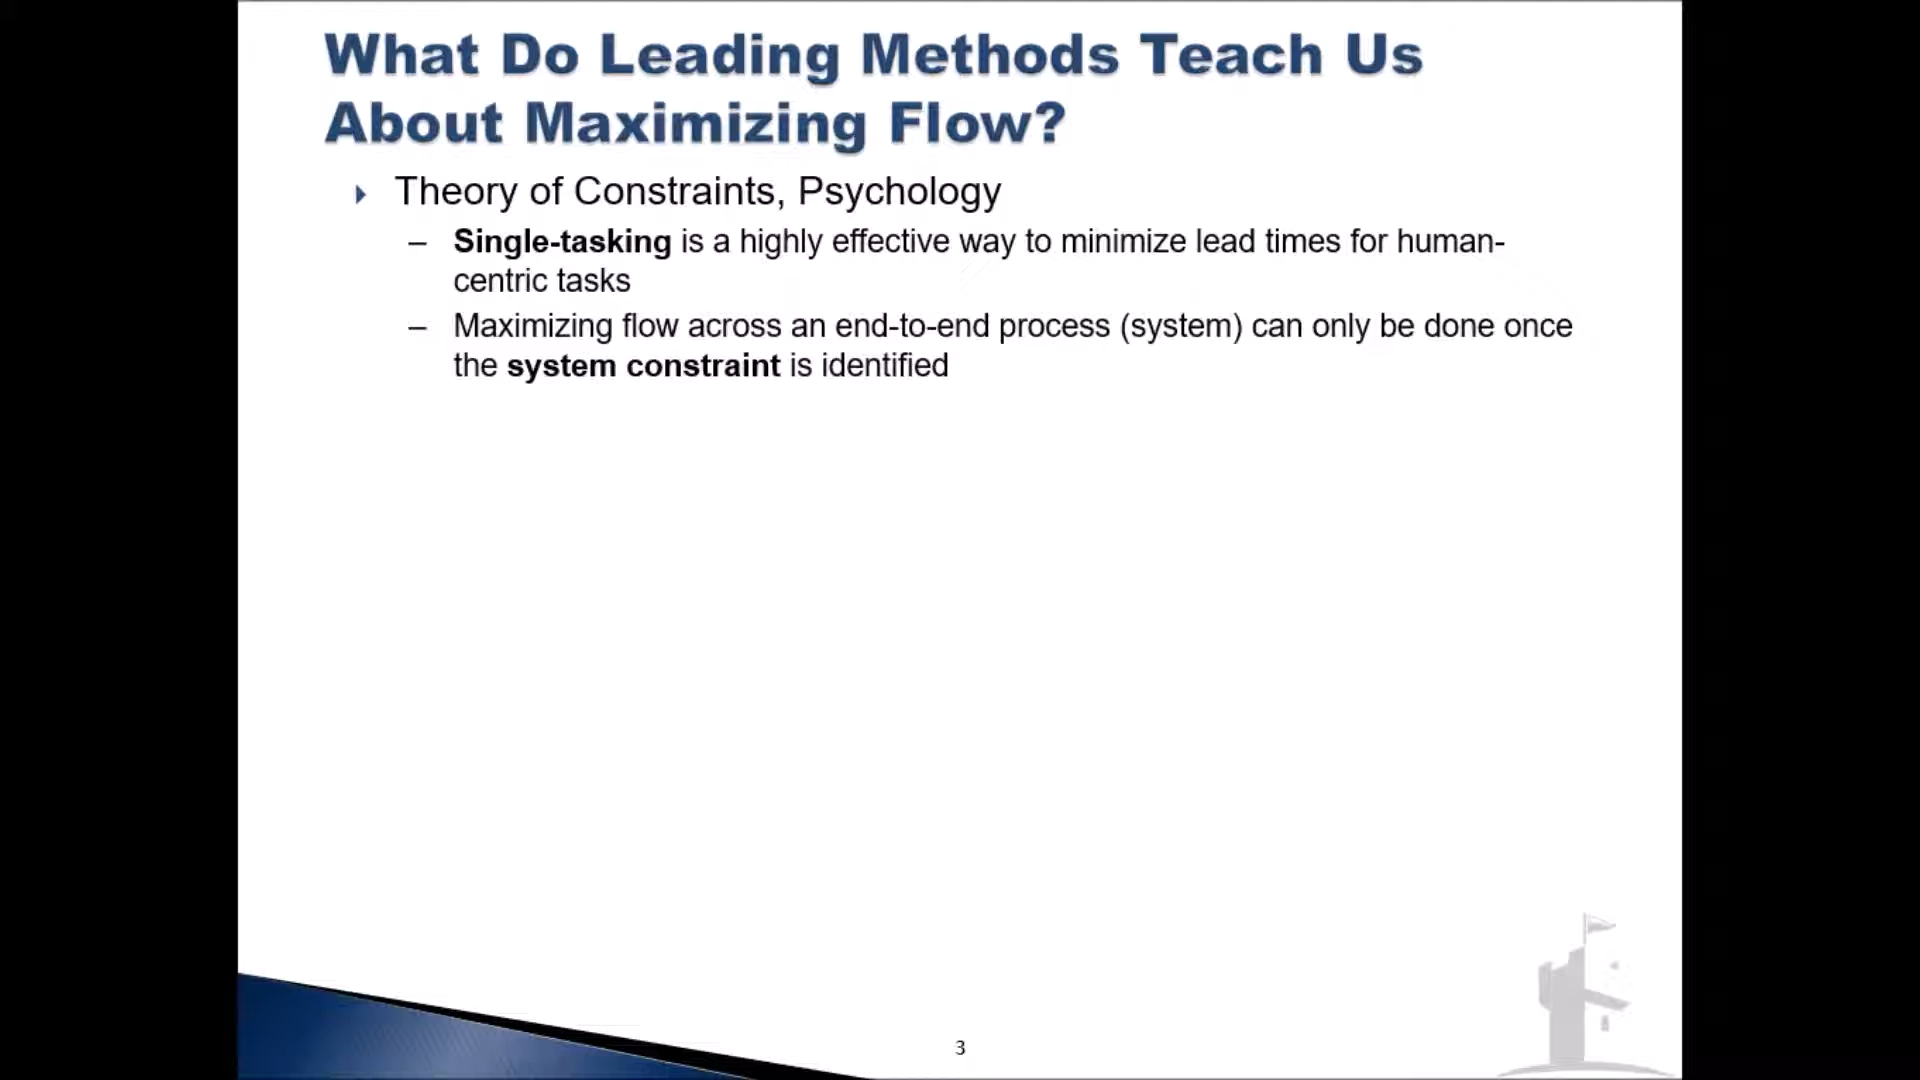 What Do Leading Methods Teach Us
About Maximizing Flow?
Theory of Constraints, Psychology
– Single-tasking is a highly effective way to minimize lead times for human-
centric tasks
– Maximizing flow across an end-to-end process (system) can only be done once
the system constraint is identified
3